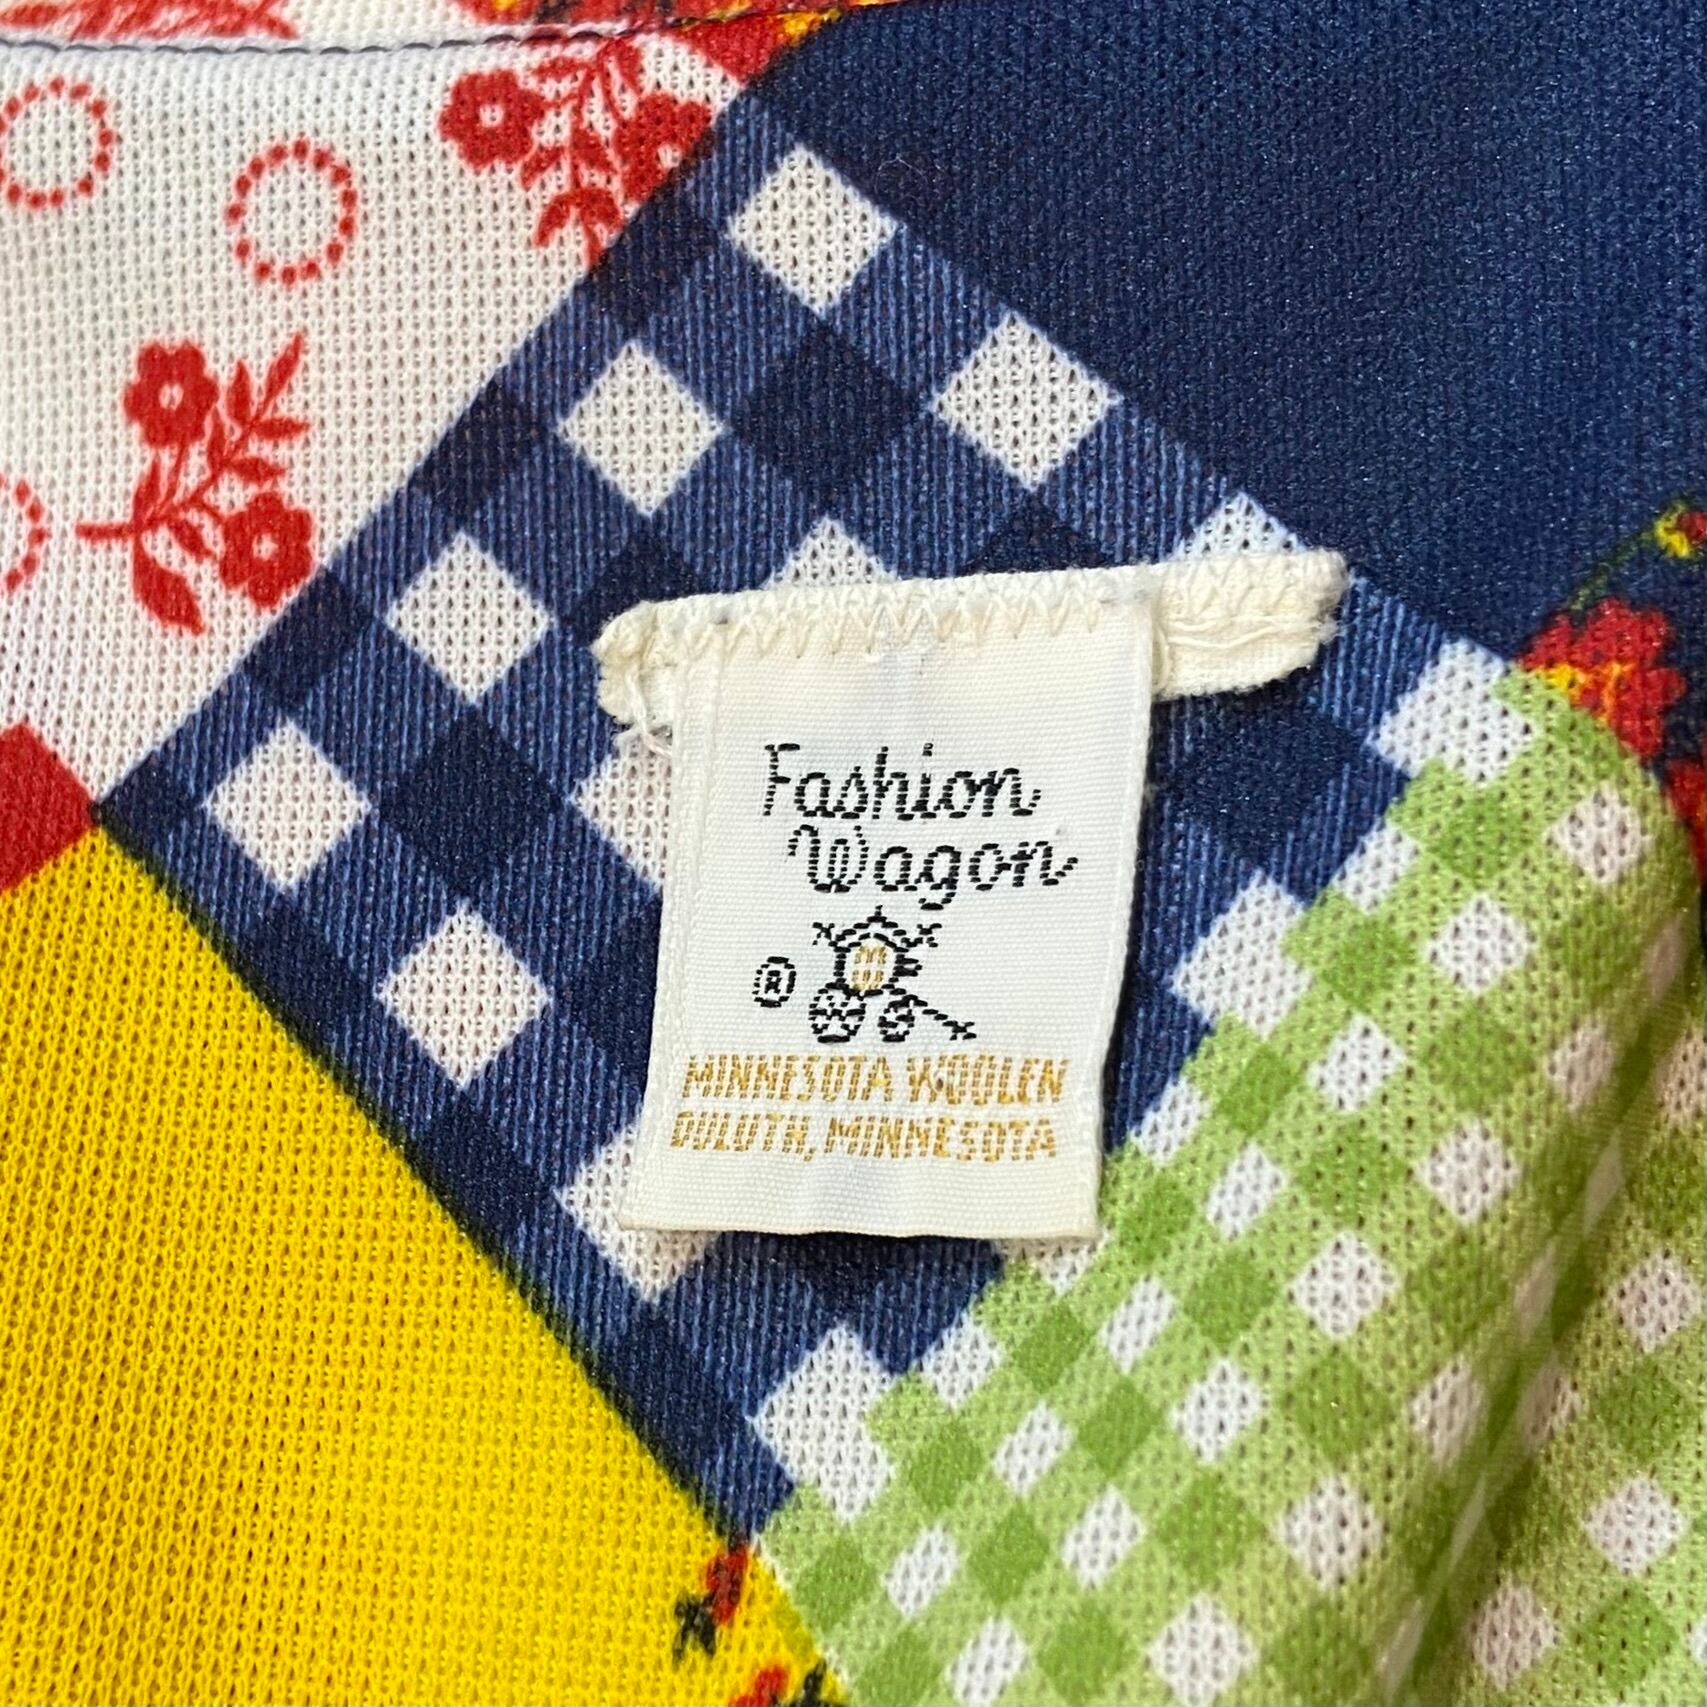 Fashion
Wagon
®
MINNESOTA WOOLEN
DULUTH, MINNESOTA